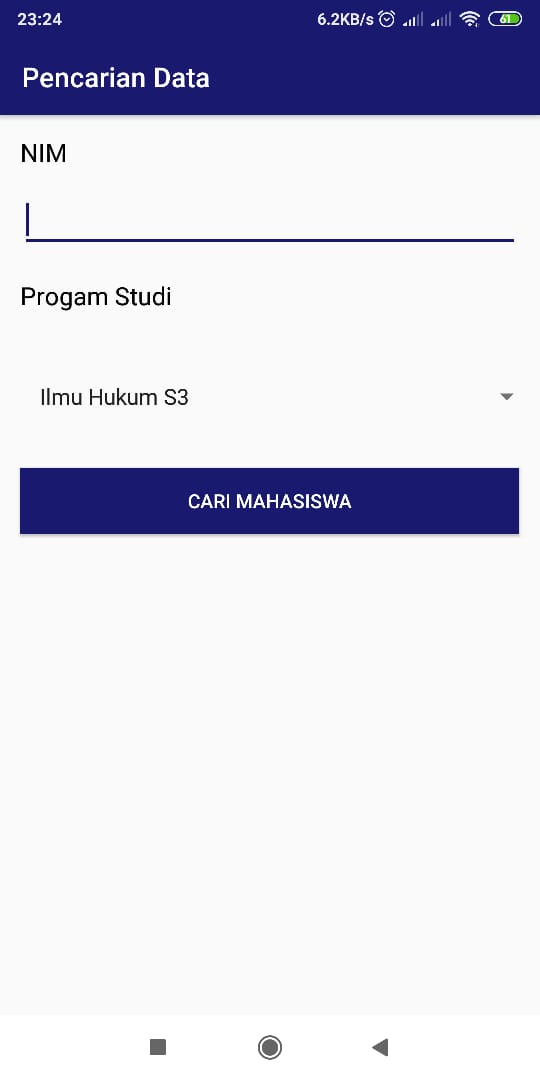 23:24 6.2KB/s 61
Pencarian Data
NIM
Progam Studi
Ilmu Hukum S3
CARI MAHASISWA